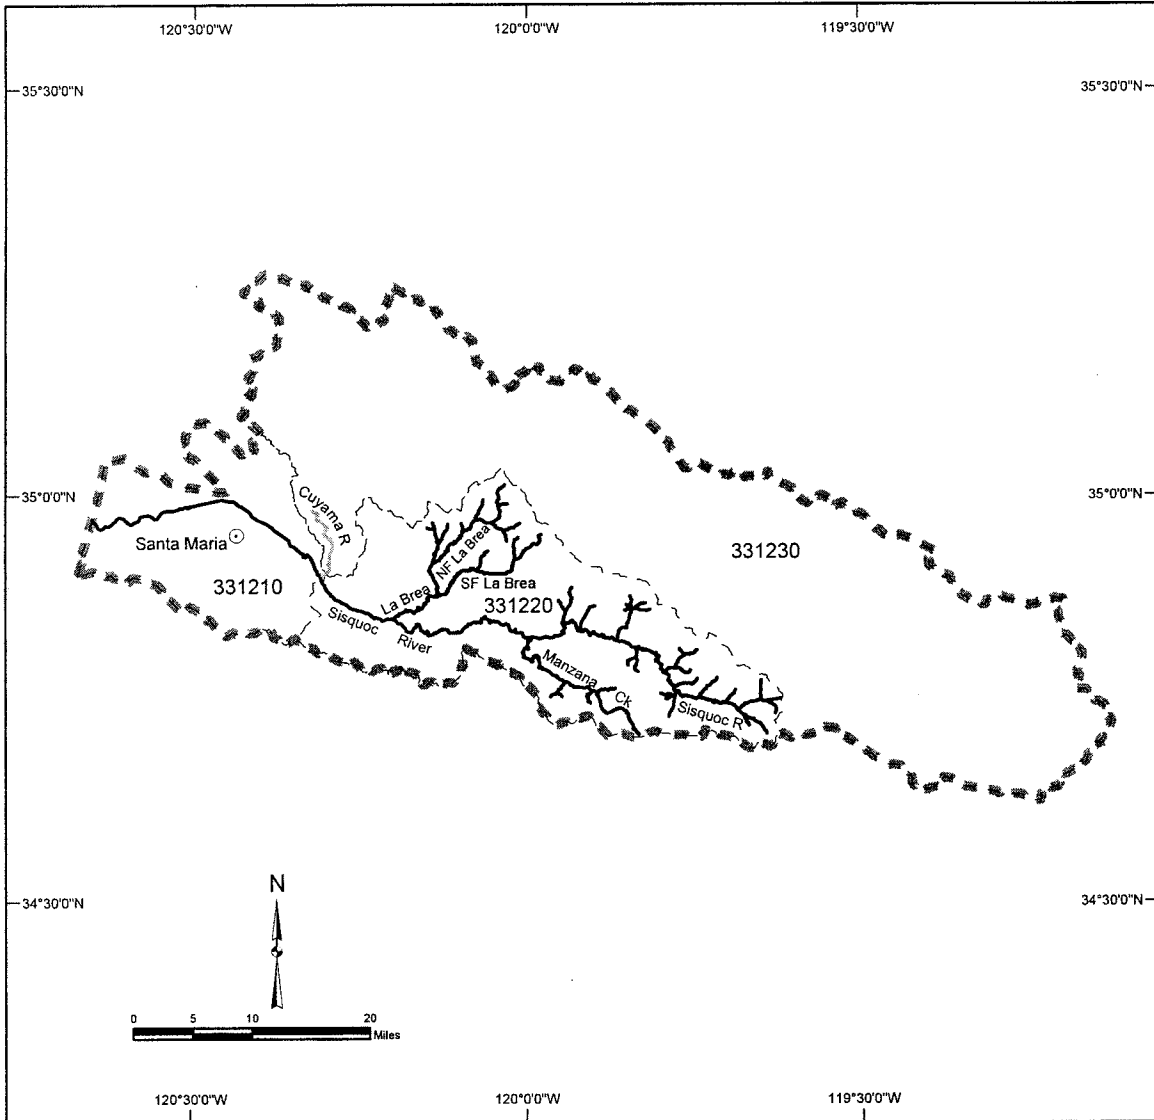 120°30'0"W
120°0'0"W
119°30'0"W
35°30'0"N
35°30'0"N
35°0'0"N
35°0'0"N
Cuyama R
Santa Maria
NF La Brea
331230
331210
La Brea
SF La Brea
331220
Sisquoc
River
Manzana
Ck
Sisquoc R
N
34°30'0"N
34°30'0"N
0 5 10 20
Miles
120°30'0"W
120°0'0"W
119°30'0"W